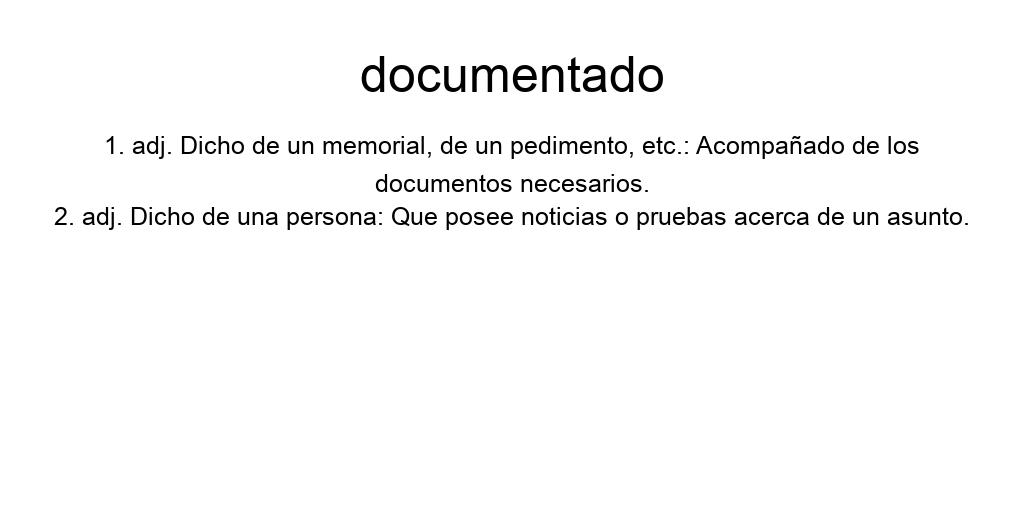 documentado
1. adj. Dicho de un memorial, de un pedimento, etc.: Acompañado de los
documentos necesarios.
2. adj. Dicho de una persona: Que posee noticias o pruebas acerca de un asunto.